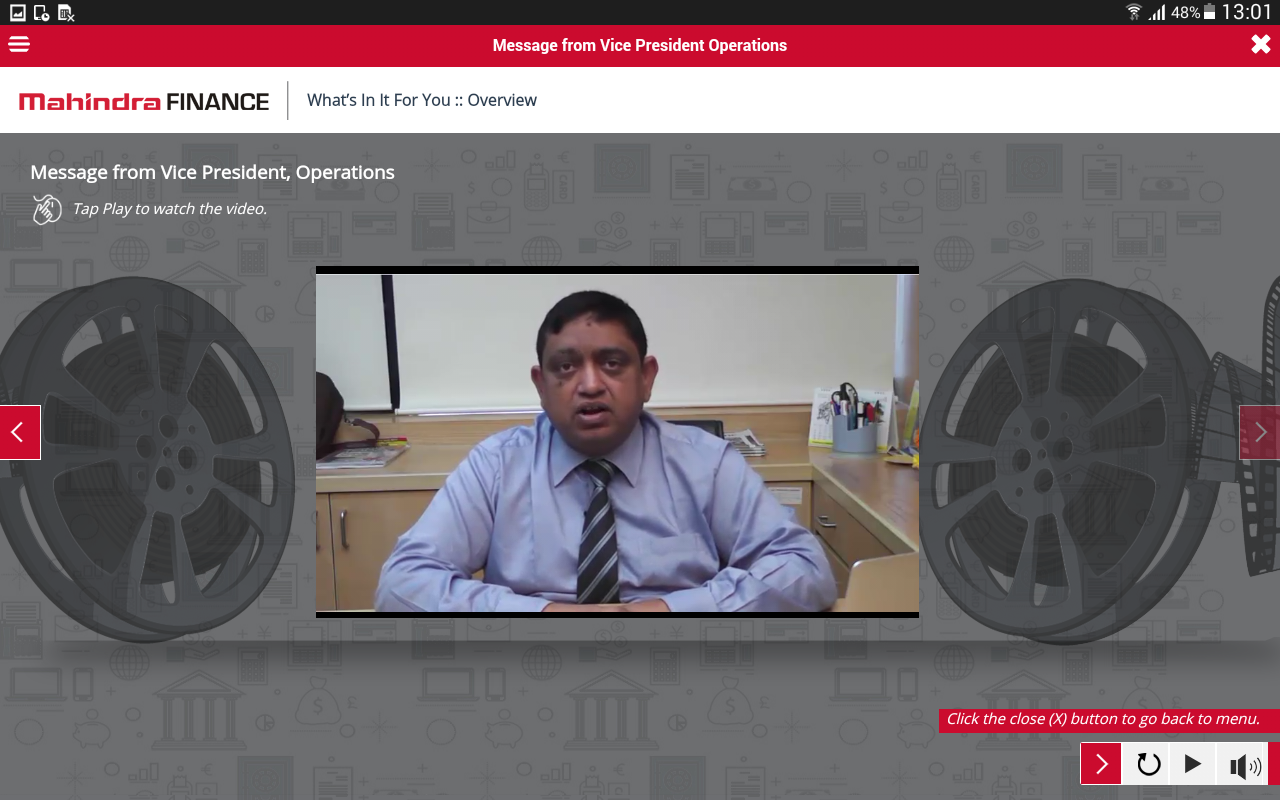 48% 13:01
Message from Vice President Operations
Mahindra FINANCE
What's In It For You :: Overview
Message from Vice President, Operations
Tap Play to watch the video.
Click the close (X) button to go back to menu.